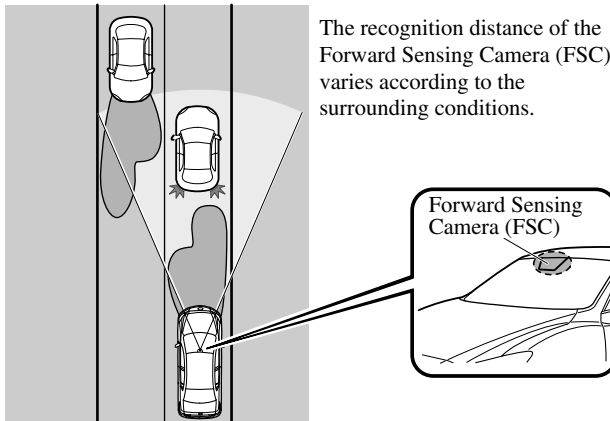 The recognition distance of the
Forward Sensing Camera (FSC)
varies according to the
surrounding conditions.
Forward Sensing
Camera (FSC)